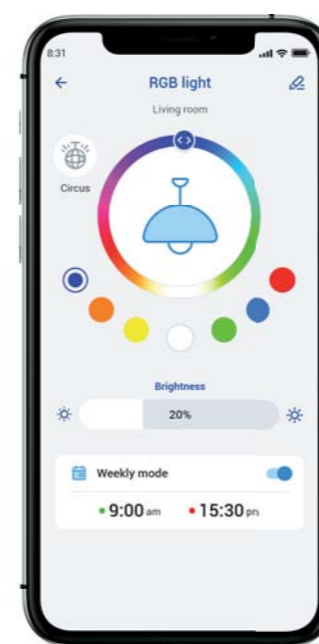 8:31
RGB light
Living room
Circus
Brightness
20%
Weekly mode
9:00 am 15:30 pm